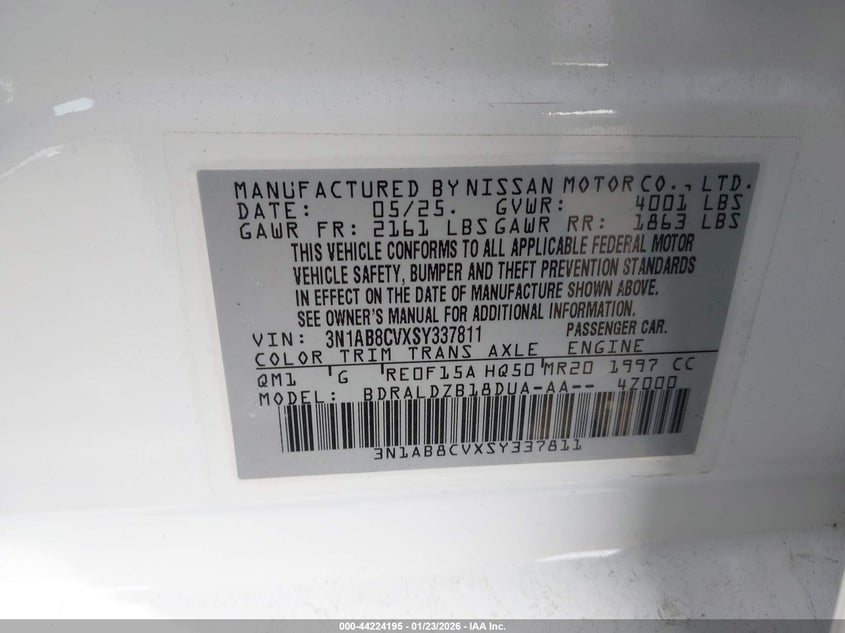 MANUFACTURED BY NISSAN MOTOR CO., LTD.
DATE: 05/25. GVWR: 4001 LBS
GAWR FR: 2161 LBS GAWR RR: 1863 LBS
THIS VEHICLE CONFORMS TO ALL APPLICABLE FEDERAL MOTOR
VEHICLE SAFETY, BUMPER AND THEFT PREVENTION STANDARDS
IN EFFECT ON THE DATE OF MANUFACTURE SHOWN ABOVE.
SEE OWNER'S MANUAL FOR ADDITIONAL INFORMATION.
VIN: 3N1AB8CVXSY337811 PASSENGER CAR.
COLOR TRIM TRANS AXLE ENGINE
QM1 G RE0F15A HQ50 MR20 1997 CC
MODEL: BDRALDZB18DUA-AA-- 4Z000
3N1AB8CVXSY337811
000-44224195 - 01/23/2026 - IAA Inc.